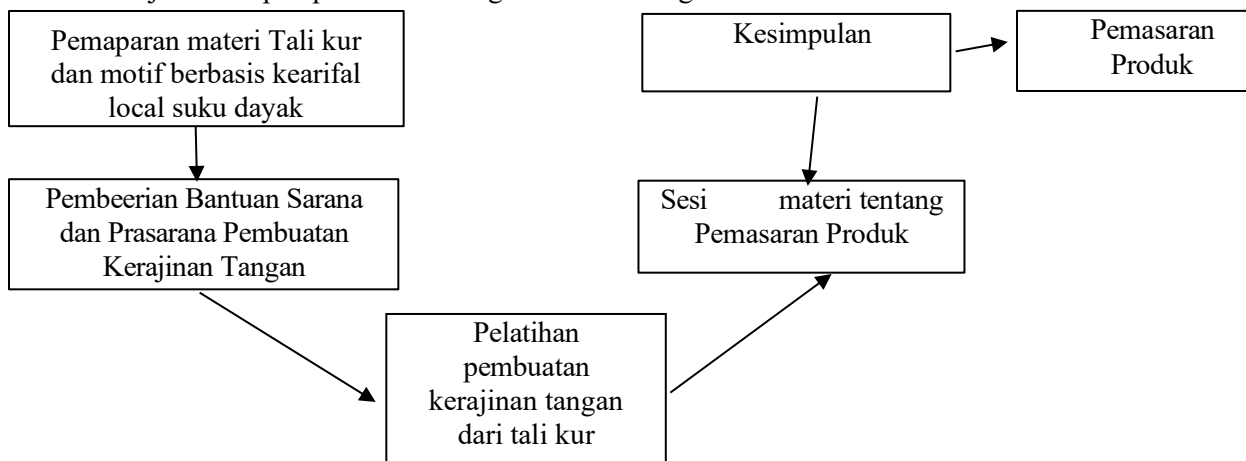 Pemaparan materi Tali kur
dan motif berbasis kearifal
local suku dayak
Pembeerian Bantuan Sarana
dan Prasarana Pembuatan
Kerajinan Tangan
Pelatihan
pembuatan
kerajinan tangan
dari tali kur
Sesi materi tentang
Pemasaran Produk
Kesimpulan
Pemasaran
Produk